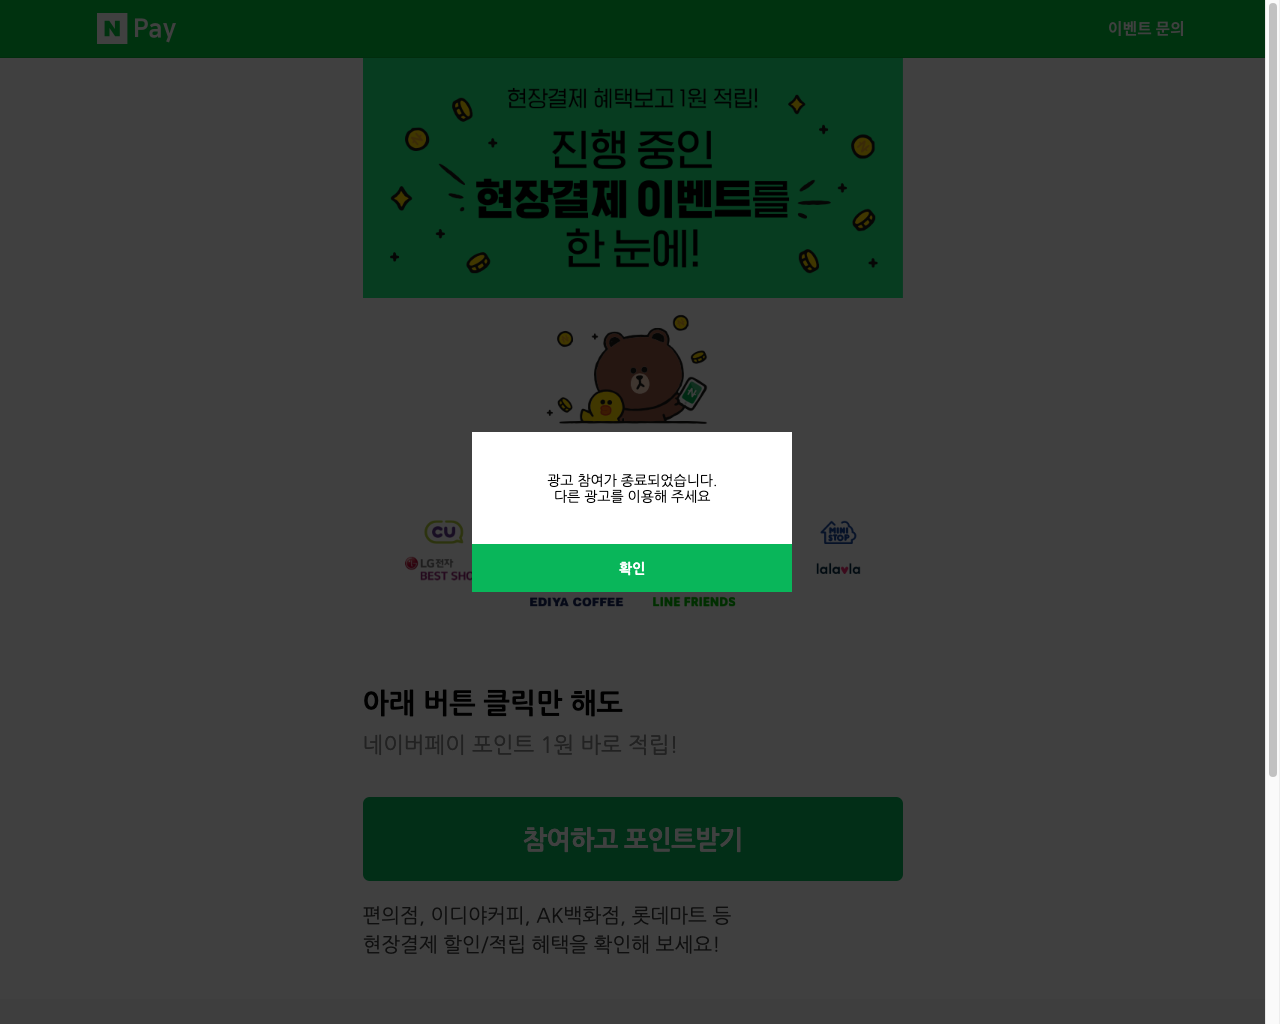 N Pay
이벤트 문의
현장결제 혜택보고 1원 적립!
진행 중인
현장결제 이벤트를
한 눈에!
광고 참여가 종료되었습니다.
다른 광고를 이용해 주세요
CU
MINI STOP
LG전자
BEST SHO
확인
lalavla
EDIYA COFFEE
LINE FRIENDS
아래 버튼 클릭만 해도
네이버페이 포인트 1원 바로 적립!
참여하고 포인트받기
편의점, 이디야커피, AK백화점, 롯데마트 등
현장결제 할인/적립 혜택을 확인해 보세요!